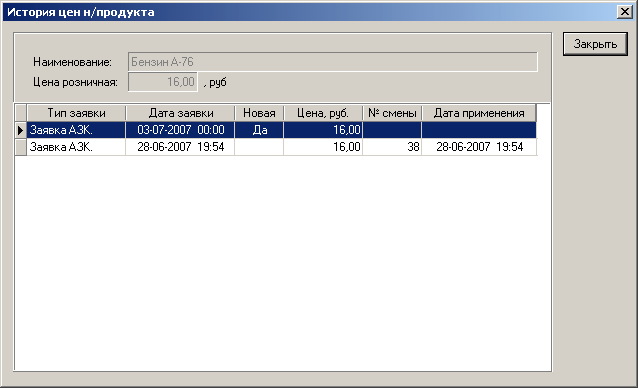 История цен н/продукта
Закрыть
Наименование: Бензин А-76
Цена розничная: 16,00 , руб
Тип заявки Дата заявки Новая Цена, руб. № смены Дата применения
Заявка АЗК. 03-07-2007 00:00 Да 16,00
Заявка АЗК. 28-06-2007 19:54 16,00 38 28-06-2007 19:54